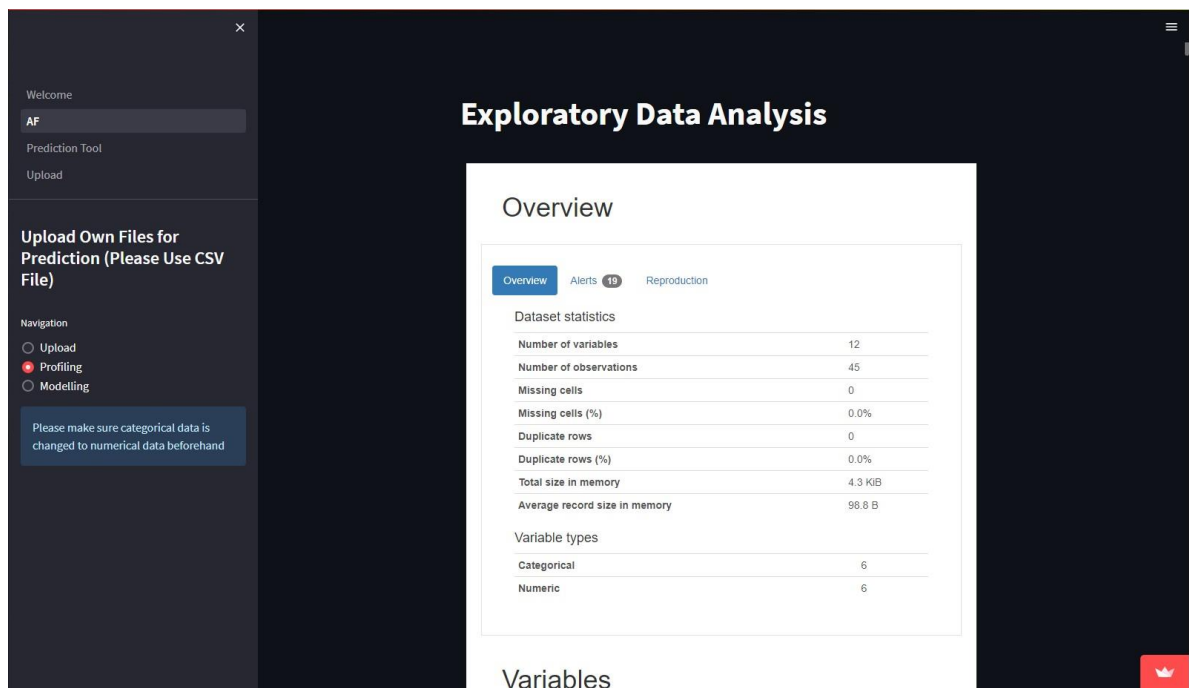 Welcome
AF
Prediction Tool
Upload
Upload Own Files for
Prediction (Please Use CSV
File)
Navigation
Upload
Profiling
Modelling
Please make sure categorical data is
changed to numerical data beforehand
Exploratory Data Analysis
Overview
Overview Alerts 19 Reproduction
Dataset statistics
Number of variables 12
Number of observations 45
Missing cells 0
Missing cells (%) 0.0%
Duplicate rows 0
Duplicate rows (%) 0.0%
Total size in memory 4.3 KiB
Average record size in memory 98.8 B
Variable types
Categorical 6
Numeric 6
Variables